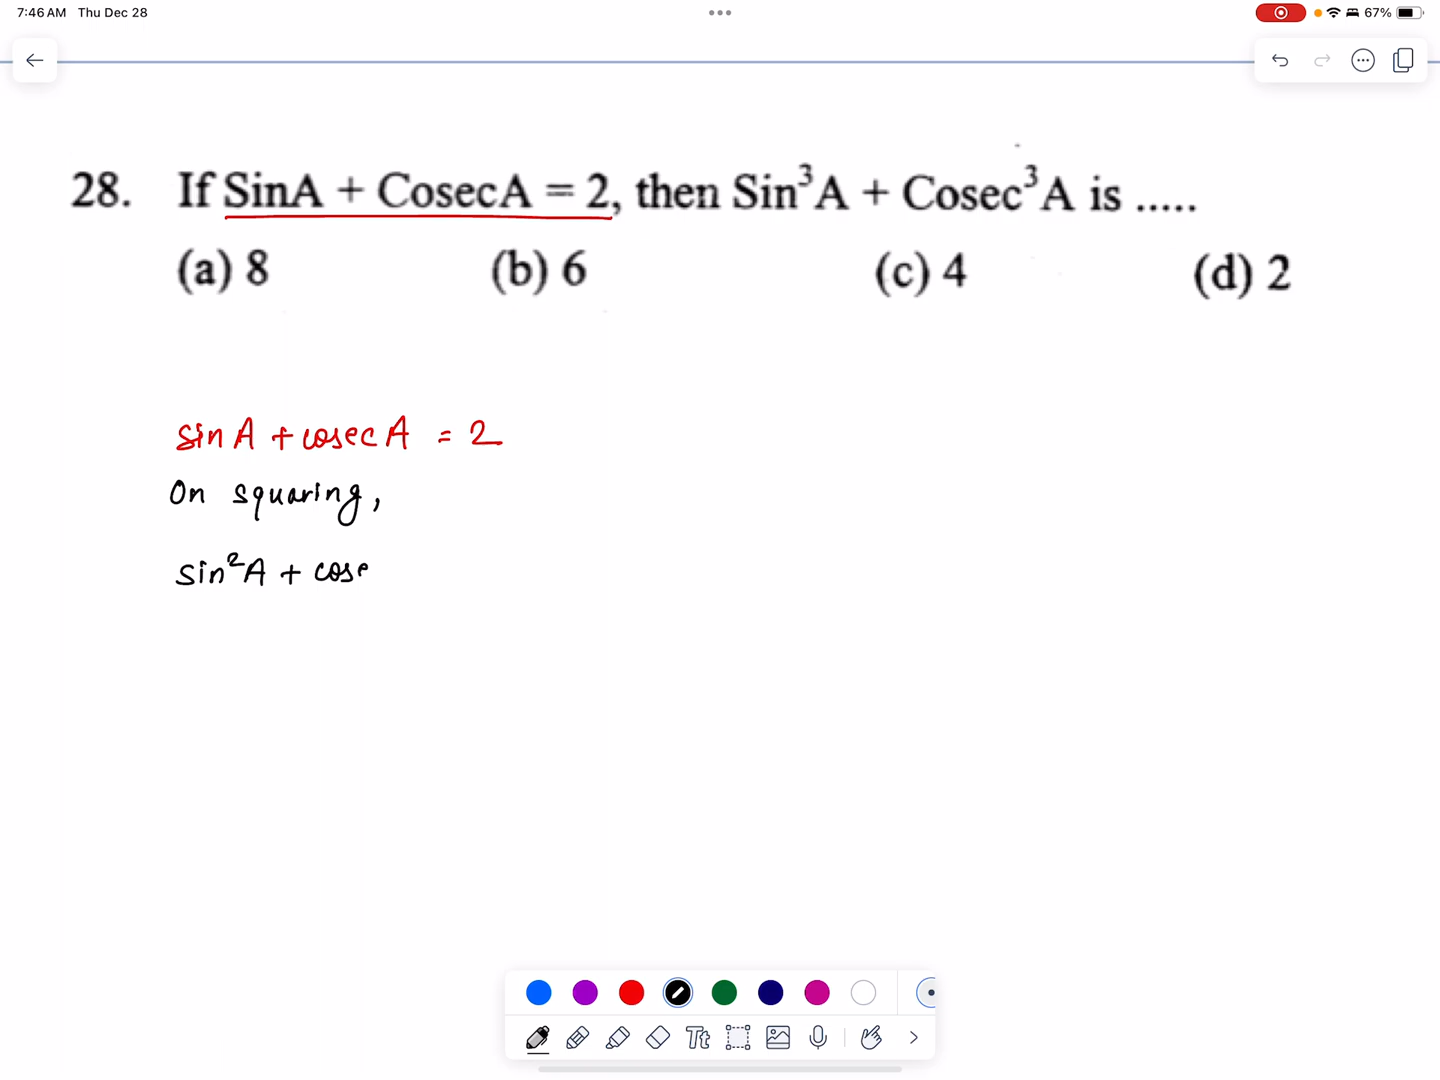 7:46 AM Thu Dec 28
67%
28. If SinA + CosecA = 2, then Sin³A + Cosec³A is .....
(a) 8 (b) 6 (c) 4 (d) 2
sin A + cosec A = 2
On squaring,
sin²A + cose
Tt